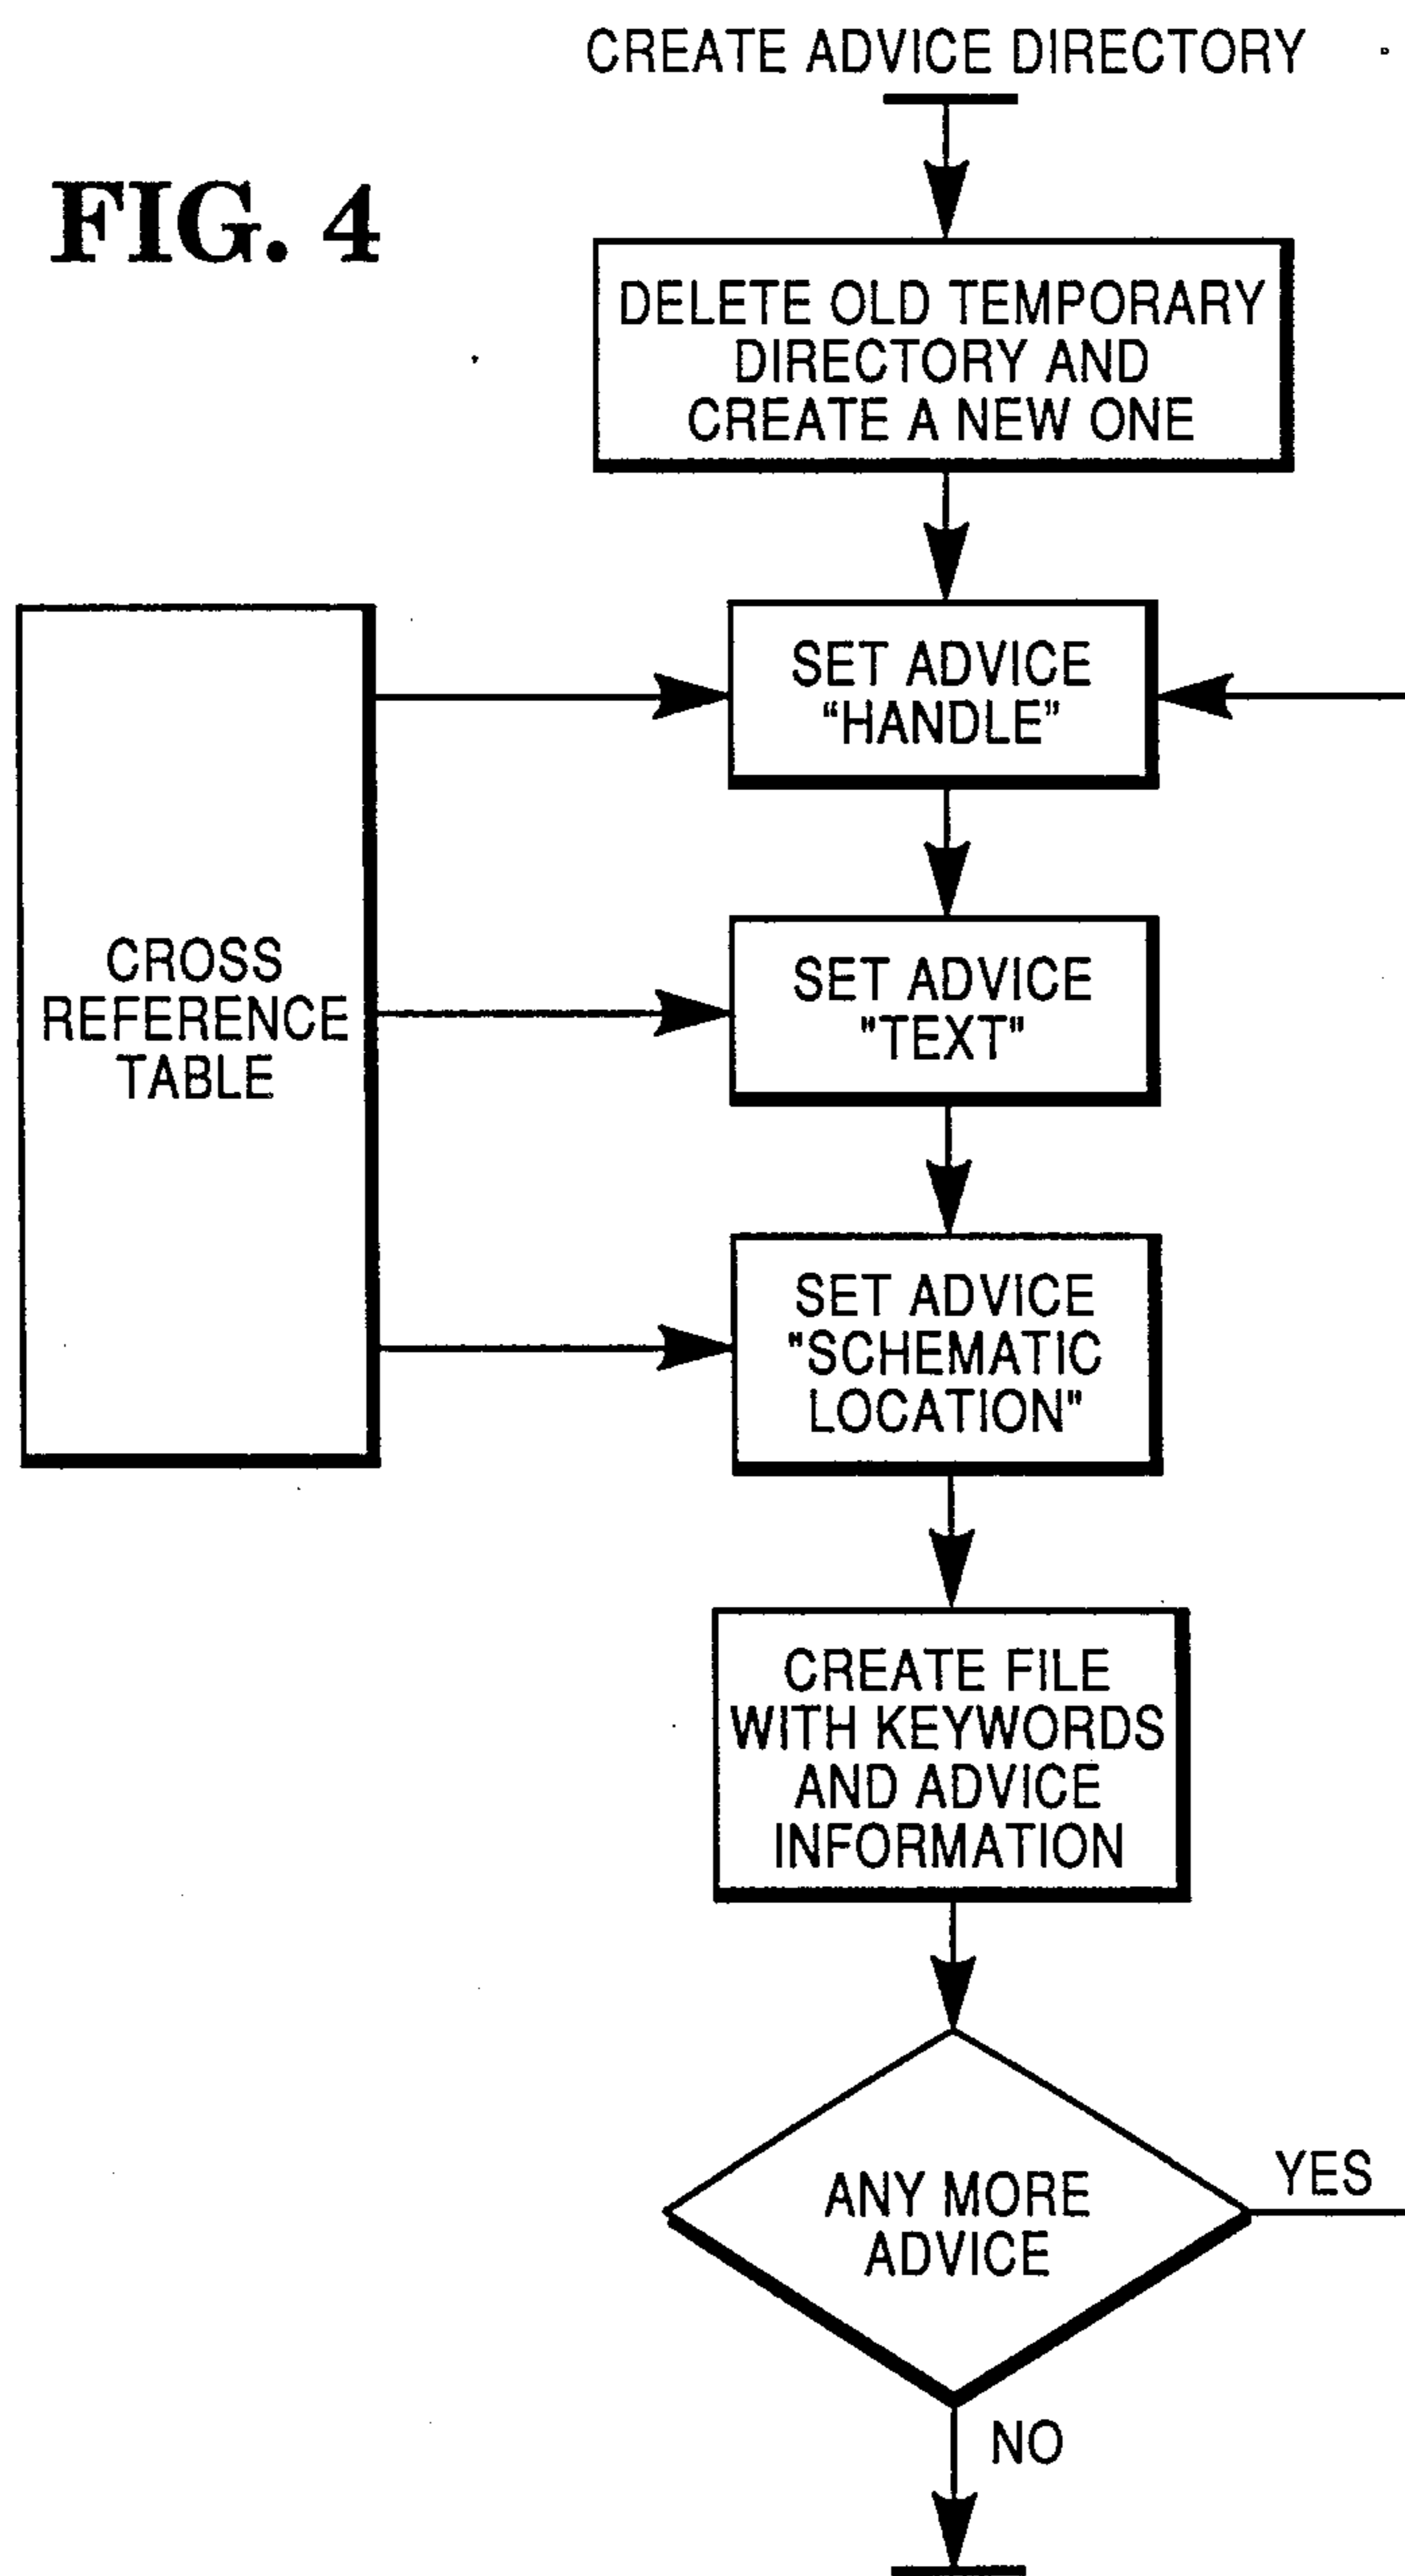 CREATE ADVICE DIRECTORY
FIG. 4
DELETE OLD TEMPORARY
DIRECTORY AND
CREATE A NEW ONE
SET ADVICE
“HANDLE”
CROSS
REFERENCE
TABLE
SET ADVICE
"TEXT"
SET ADVICE
"SCHEMATIC
LOCATION"
CREATE FILE
WITH KEYWORDS
AND ADVICE
INFORMATION
ANY MORE
ADVICE
YES
NO